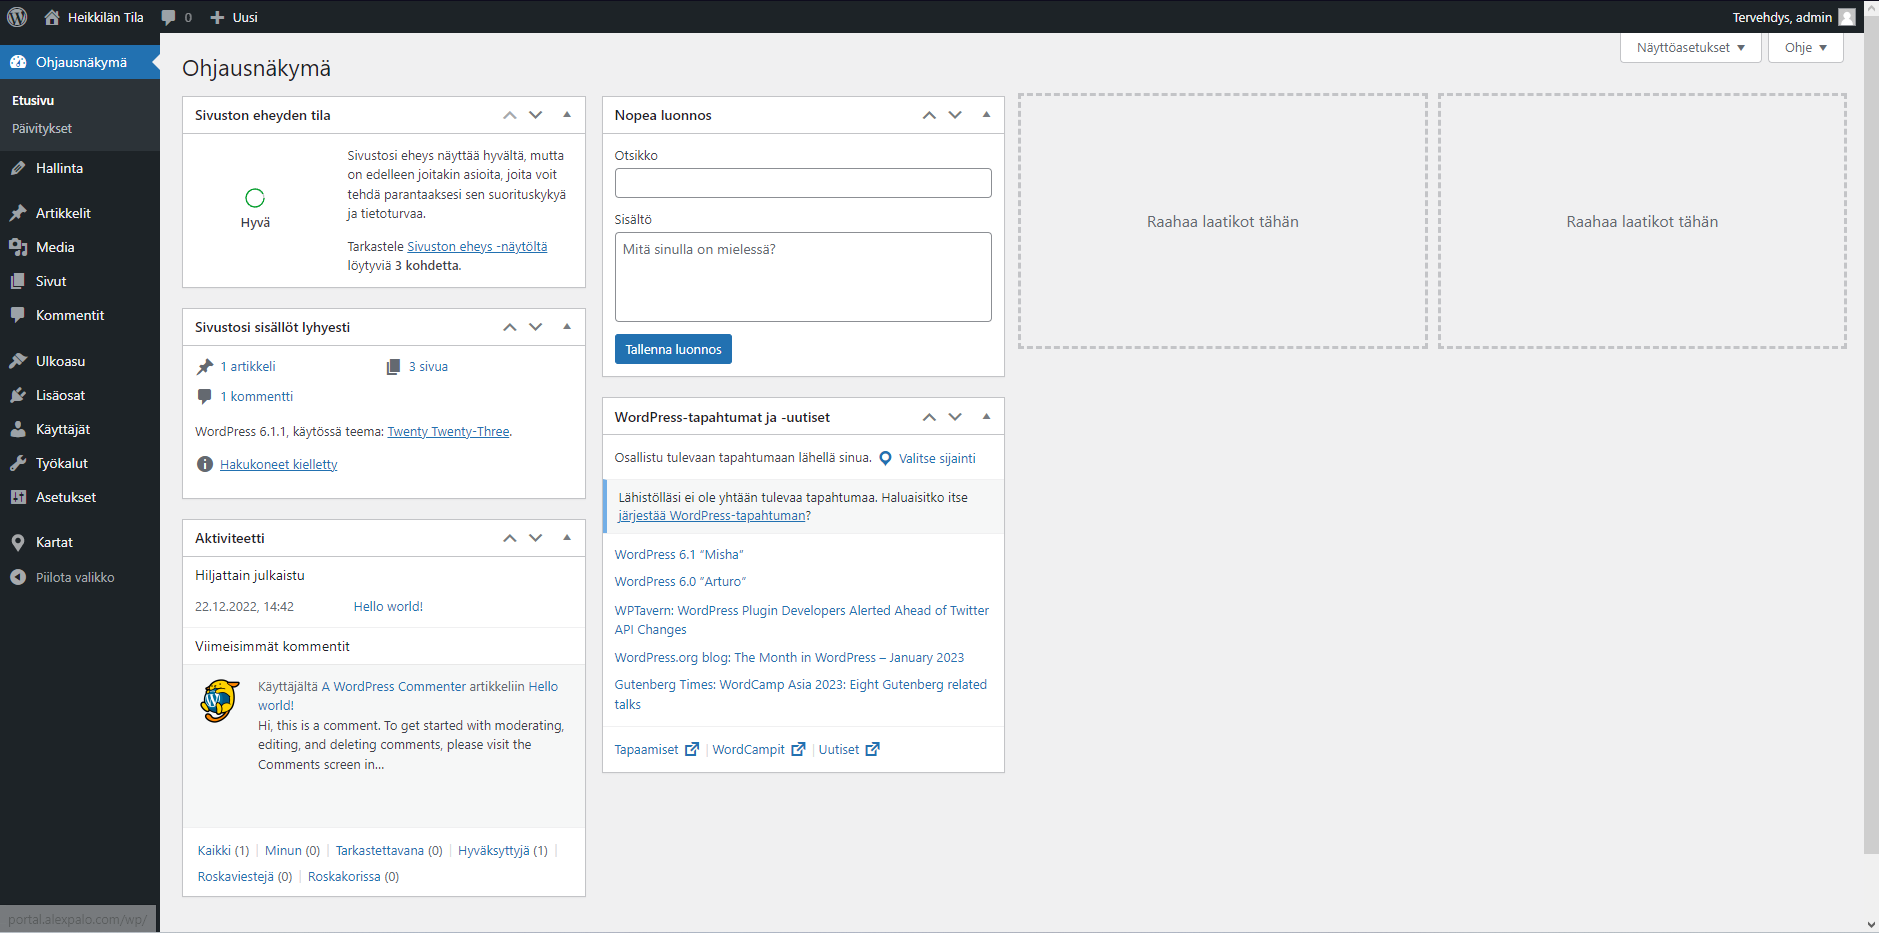 Heikkilän Tila 0 Uusi Tervehdys, admin
Ohjausnäkymä
Etusivu
Päivitykset
Hallinta
Artikkelit
Media
Sivut
Kommentit
Ulkoasu
Lisäosat
Käyttäjät
Työkalut
Asetukset
Kartat
Piilota valikko
portal.alexpalo.com/wp/
Näyttöasetukset
Ohje
Ohjausnäkymä
Sivuston eheyden tila
Hyvä
Sivustosi eheys näyttää hyvältä, mutta
on edelleen joitakin asioita, joita voit
tehdä parantaaksesi sen suorituskykyä
ja tietoturvaa.
Tarkastele Sivuston eheys -näytöltä
löytyviä 3 kohdetta.
Sivustosi sisällöt lyhyesti
1 artikkeli
3 sivua
1 kommentti
WordPress 6.1.1, käytössä teema: Twenty Twenty-Three.
Hakukoneet kielletty
Aktiviteetti
Hiljattain julkaistu
22.12.2022, 14:42 Hello world!
Viimeisimmät kommentit
Käyttäjältä A WordPress Commenter artikkeliin Hello
world!
Hi, this is a comment. To get started with moderating,
editing, and deleting comments, please visit the
Comments screen in...
Kaikki (1) | Minun (0) | Tarkastettavana (0) | Hyväksyttyjä (1) |
Roskaviestejä (0) | Roskakorissa (0)
Nopea luonnos
Otsikko
Sisältö
Mitä sinulla on mielessä?
Tallenna luonnos
WordPress-tapahtumat ja -uutiset
Osallistu tulevaan tapahtumaan lähellä sinua. Valitse sijainti
Lähistölläsi ei ole yhtään tulevaa tapahtumaa. Haluaisitko itse
järjestää WordPress-tapahtuman?
WordPress 6.1 "Misha"
WordPress 6.0 "Arturo"
WPTavern: WordPress Plugin Developers Alerted Ahead of Twitter
API Changes
WordPress.org blog: The Month in WordPress – January 2023
Gutenberg Times: WordCamp Asia 2023: Eight Gutenberg related
talks
Tapaamiset | WordCampit | Uutiset
Raahaa laatikot tähän
Raahaa laatikot tähän